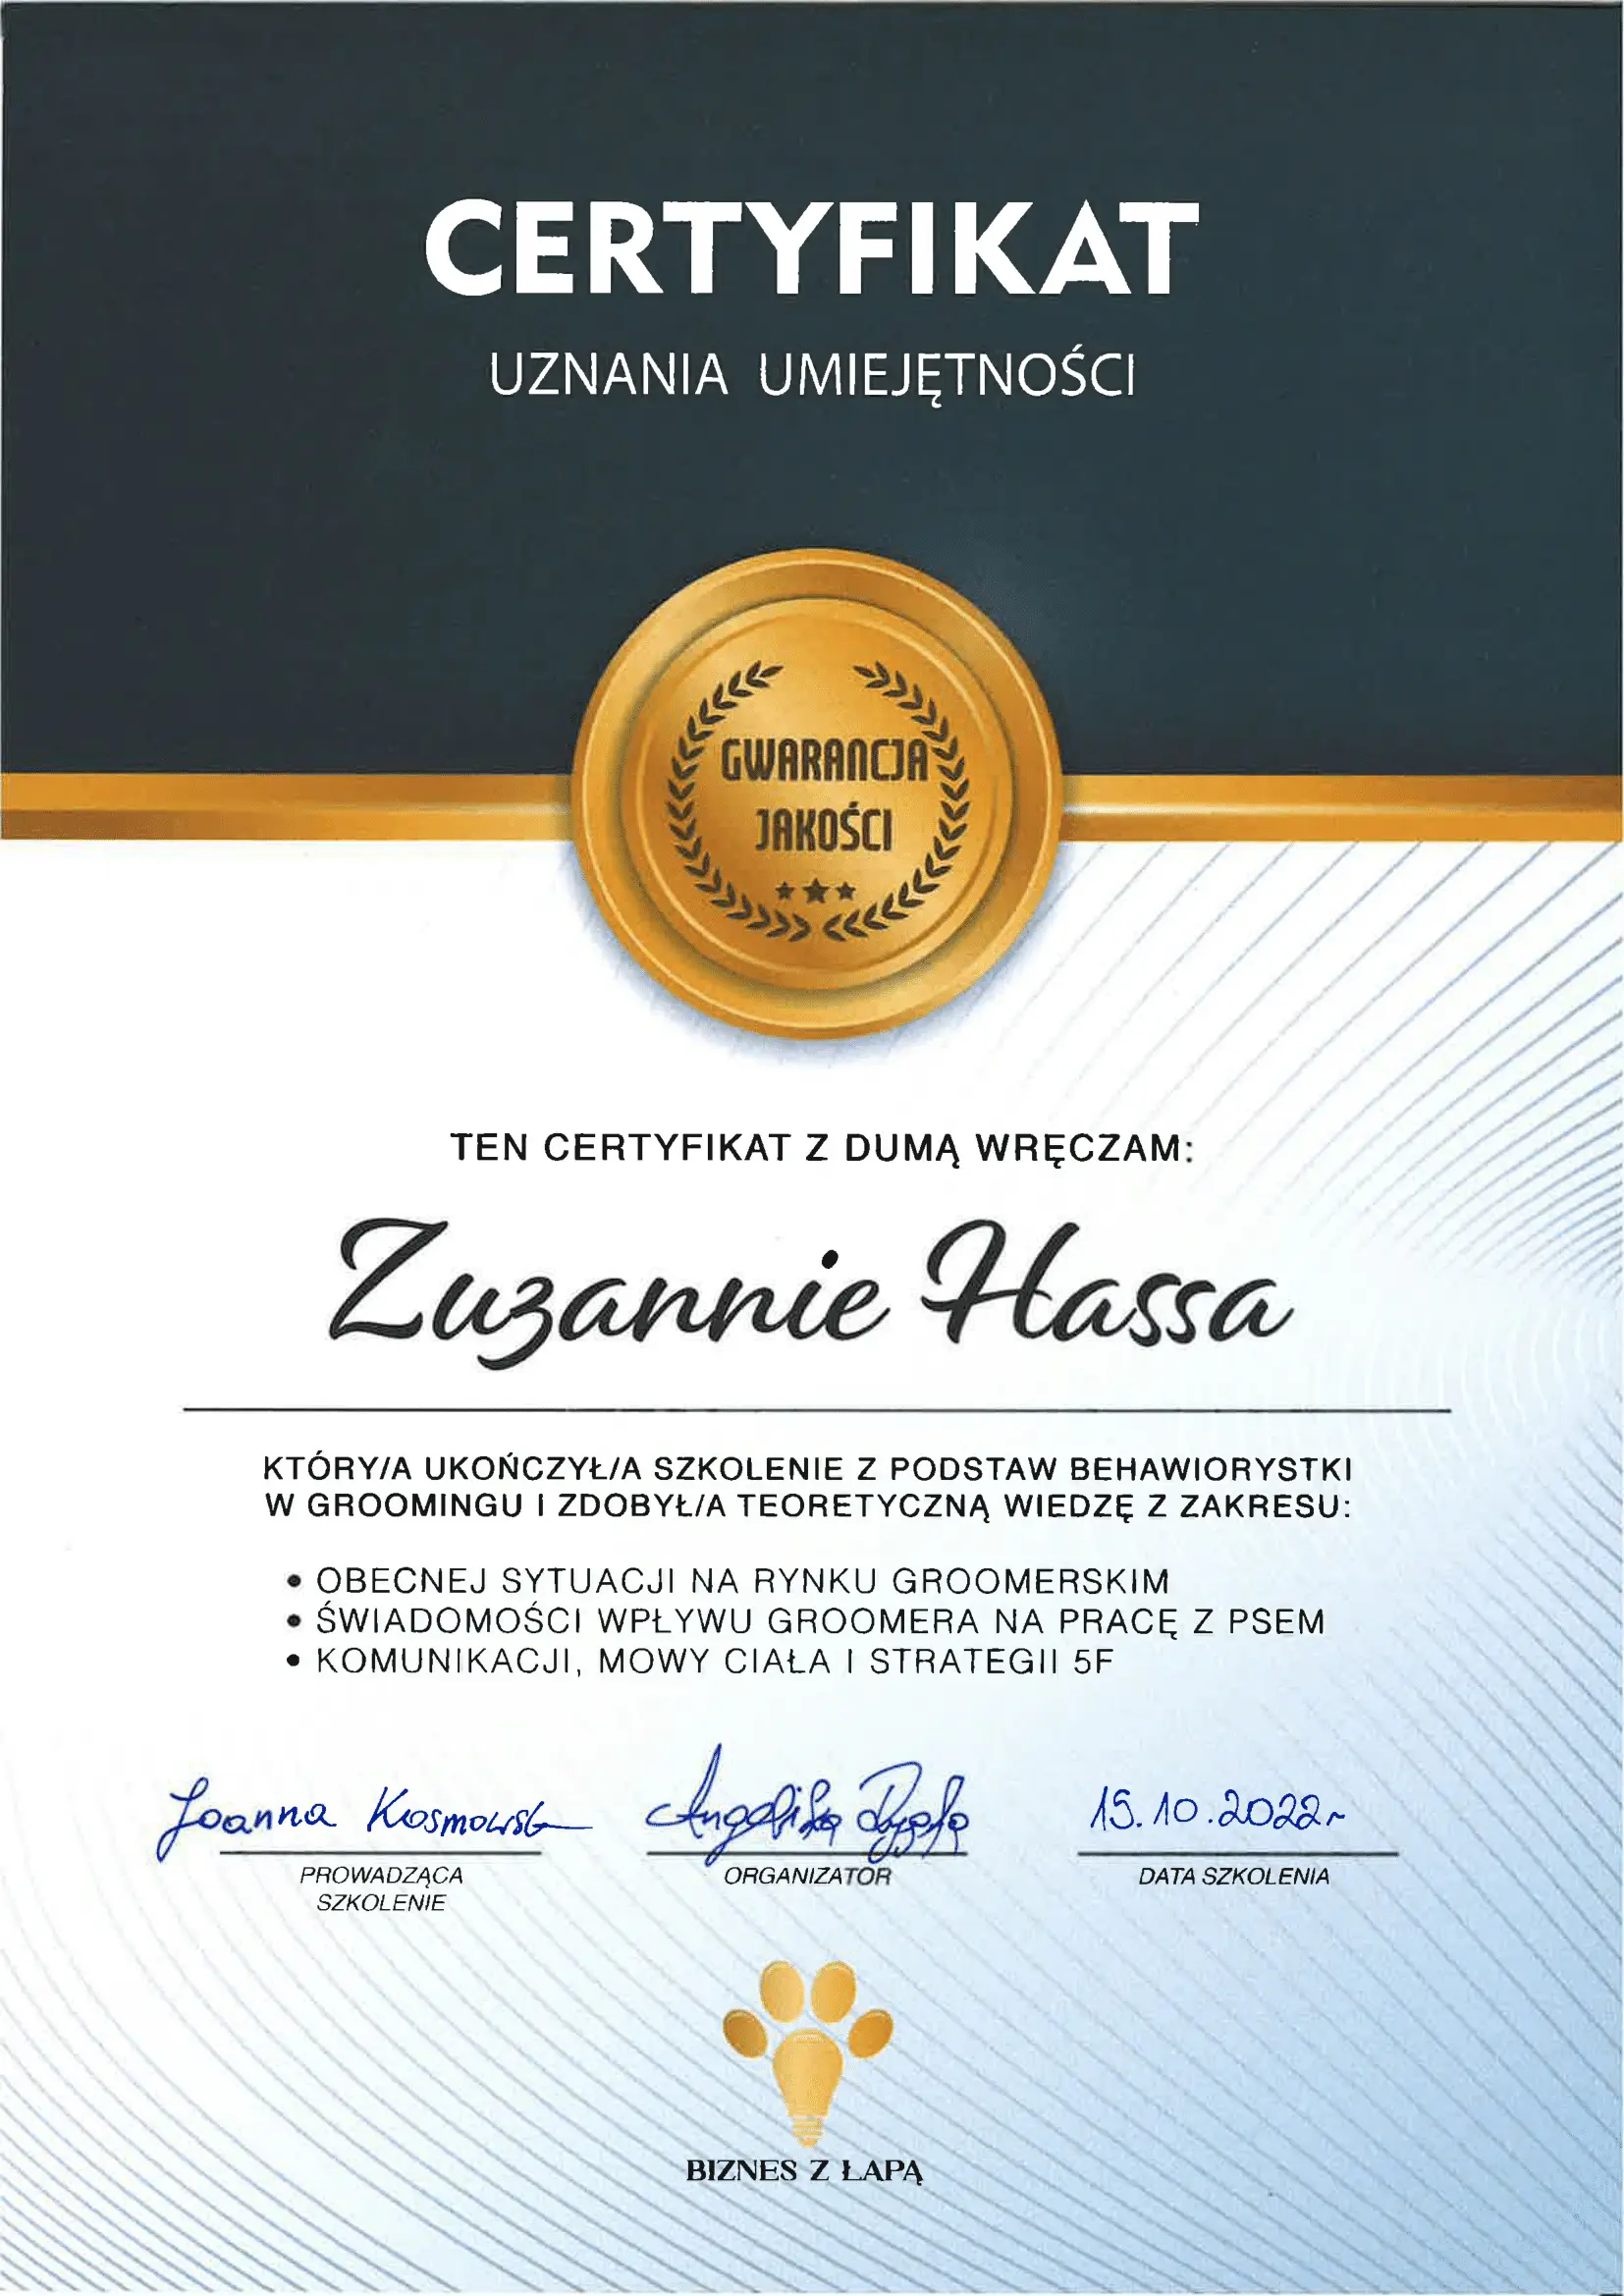 CERTYFIKAT
UZNANIA UMIEJĘTNOŚCI
GWARANCJA
JAKOŚCI
TEN CERTYFIKAT Z DUMĄ WRĘCZAM:
Zuzannie Hassa
KTÓRY/A UKOŃCZYŁ/A SZKOLENIE Z PODSTAW BEHAWIORYSTKI
W GROOMINGU I ZDOBYŁ/A TEORETYCZNĄ WIEDZĘ Z ZAKRESU:
• OBECNEJ SYTUACJI NA RYNKU GROOMERSKIM
• ŚWIADOMOŚCI WPŁYWU GROOMERA NA PRACĘ Z PSEM
• KOMUNIKACJI, MOWY CIAŁA I STRATEGII 5F
Joanna
Angelika
15.10.2022r
PROWADZĄCA
SZKOLENIE
ORGANIZATOR
DATA SZKOLENIA
BIZNES Z ŁAPĄ